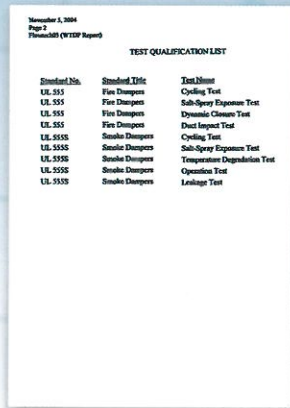 November 5, 2004
Page 2
(WTDP Report)
TEST QUALIFICATION LIST
Standard No. Standard Title Test Name
UL 555 Fire Dampers Cycling Test
UL 555 Fire Dampers Salt-Spray Exposure Test
UL 555 Fire Dampers Dynamic Closure Test
UL 555 Fire Dampers Duct Impact Test
UL 555S Smoke Dampers Cycling Test
UL 555S Smoke Dampers Salt-Spray Exposure Test
UL 555S Smoke Dampers Temperature Degradation Test
UL 555S Smoke Dampers Operation Test
UL 555S Smoke Dampers Leakage Test